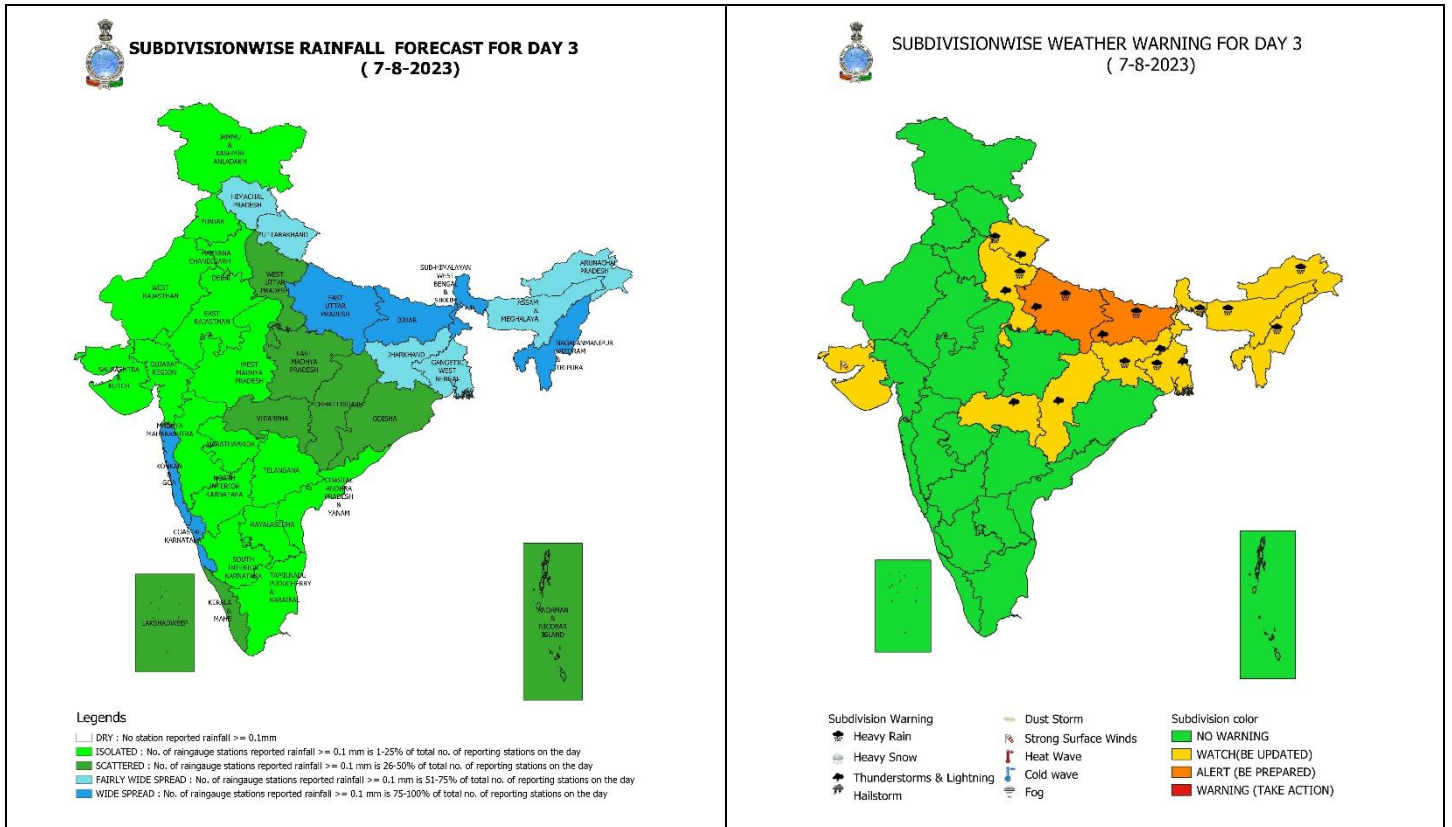 SUBDIVISIONWISE RAINFALL FORECAST FOR DAY 3
( 7-8-2023)
JAMMU
&
KASHMIR
ANLADAKH
HIMACHAL
PRADESH
PUNJAB
UTTARAKHAND
HARYANA
CHANDIGARH
DELHI
WEST
UTTAR
PRADESH
WEST
RAJASTHAN
EAST
RAJASTHAN
EAST
UTTAR
PRADESH
BIHAR
SUB-HIMALAYAN
WEST
BENGAL
&
SIKKIM
ARUNACHAL
PRADESH
ASSAM
&
MEGHALAYA
NAGALANMANIPUR
MIZORAM
&
TRIPURA
SAURASHTRA
&
KUTCH
GUJARAT
REGION
WEST
MADHYA
PRADESH
EAST
MADHYA
PRADESH
JHARKHAND
GANGETIC
WEST
BENGAL
VIDARBHA
CHHATTISGARH
ODISHA
MADHYA
MAHARASHTRA
MARATHAWADA
KONKAN
&
GOA
TELANGANA
NORTH
INTERIOR
KARNATAKA
COASTAL
ANDHRA
PRADESH
&
YANAM
RAYALASEEMA
COASTAL
KARNATAKA
SOUTH
INTERIOR
KARNATAKA
TAMILNADU
PUDUCHERRY
&
KARAIKAL
KERALA
&
MAHE
LAKSHADWEEP
ANDAMAN
&
NICOBAR
ISLAND
Legends
DRY : No station reported rainfall >= 0.1mm
ISOLATED : No. of raingauge stations reported rainfall >= 0.1 mm is 1-25% of total no. of reporting stations on the day
SCATTERED : No. of raingauge stations reported rainfall >= 0.1 mm is 26-50% of total no. of reporting stations on the day
FAIRLY WIDE SPREAD : No. of raingauge stations reported rainfall >= 0.1 mm is 51-75% of total no. of reporting stations on the day
WIDE SPREAD : No. of raingauge stations reported rainfall >= 0.1 mm is 75-100% of total no. of reporting stations on the day
SUBDIVISIONWISE WEATHER WARNING FOR DAY 3
( 7-8-2023)
Subdivision Warning
Heavy Rain
Heavy Snow
Thunderstorms & Lightning
Hailstorm
Dust Storm
Strong Surface Winds
Heat Wave
Cold wave
Fog
Subdivision color
NO WARNING
WATCH(BE UPDATED)
ALERT (BE PREPARED)
WARNING (TAKE ACTION)